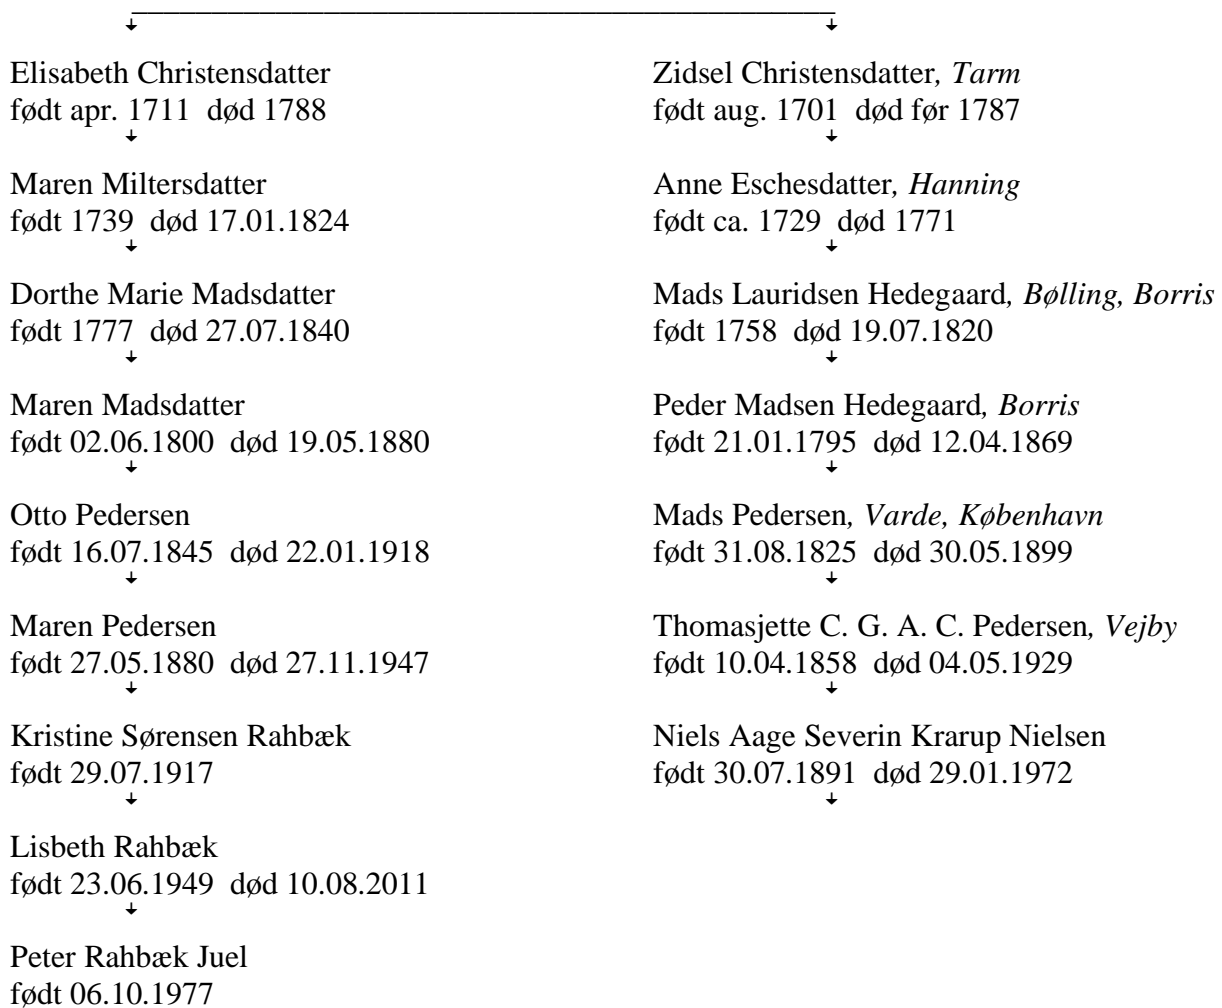 Elisabeth Christensdatter
født apr. 1711  død 1788
Maren Miltersdatter
født 1739  død 17.01.1824
Dorthe Marie Madsdatter
født 1777  død 27.07.1840
Maren Madsdatter
født 02.06.1800  død 19.05.1880
Otto Pedersen
født 16.07.1845  død 22.01.1918
Maren Pedersen
født 27.05.1880  død 27.11.1947
Kristine Sørensen Rahbæk
født 29.07.1917
Lisbeth Rahbæk
født 23.06.1949  død 10.08.2011
Peter Rahbæk Juel
født 06.10.1977
Zidsel Christensdatter, Tarm
født aug. 1701  død før 1787
Anne Eschesdatter, Hanning
født ca. 1729  død 1771
Mads Lauridsen Hedegaard, Bølling, Borris
født 1758  død 19.07.1820
Peder Madsen Hedegaard, Borris
født 21.01.1795  død 12.04.1869
Mads Pedersen, Varde, København
født 31.08.1825  død 30.05.1899
Thomasjette C. G. A. C. Pedersen, Vejby
født 10.04.1858  død 04.05.1929
Niels Aage Severin Krarup Nielsen
født 30.07.1891  død 29.01.1972